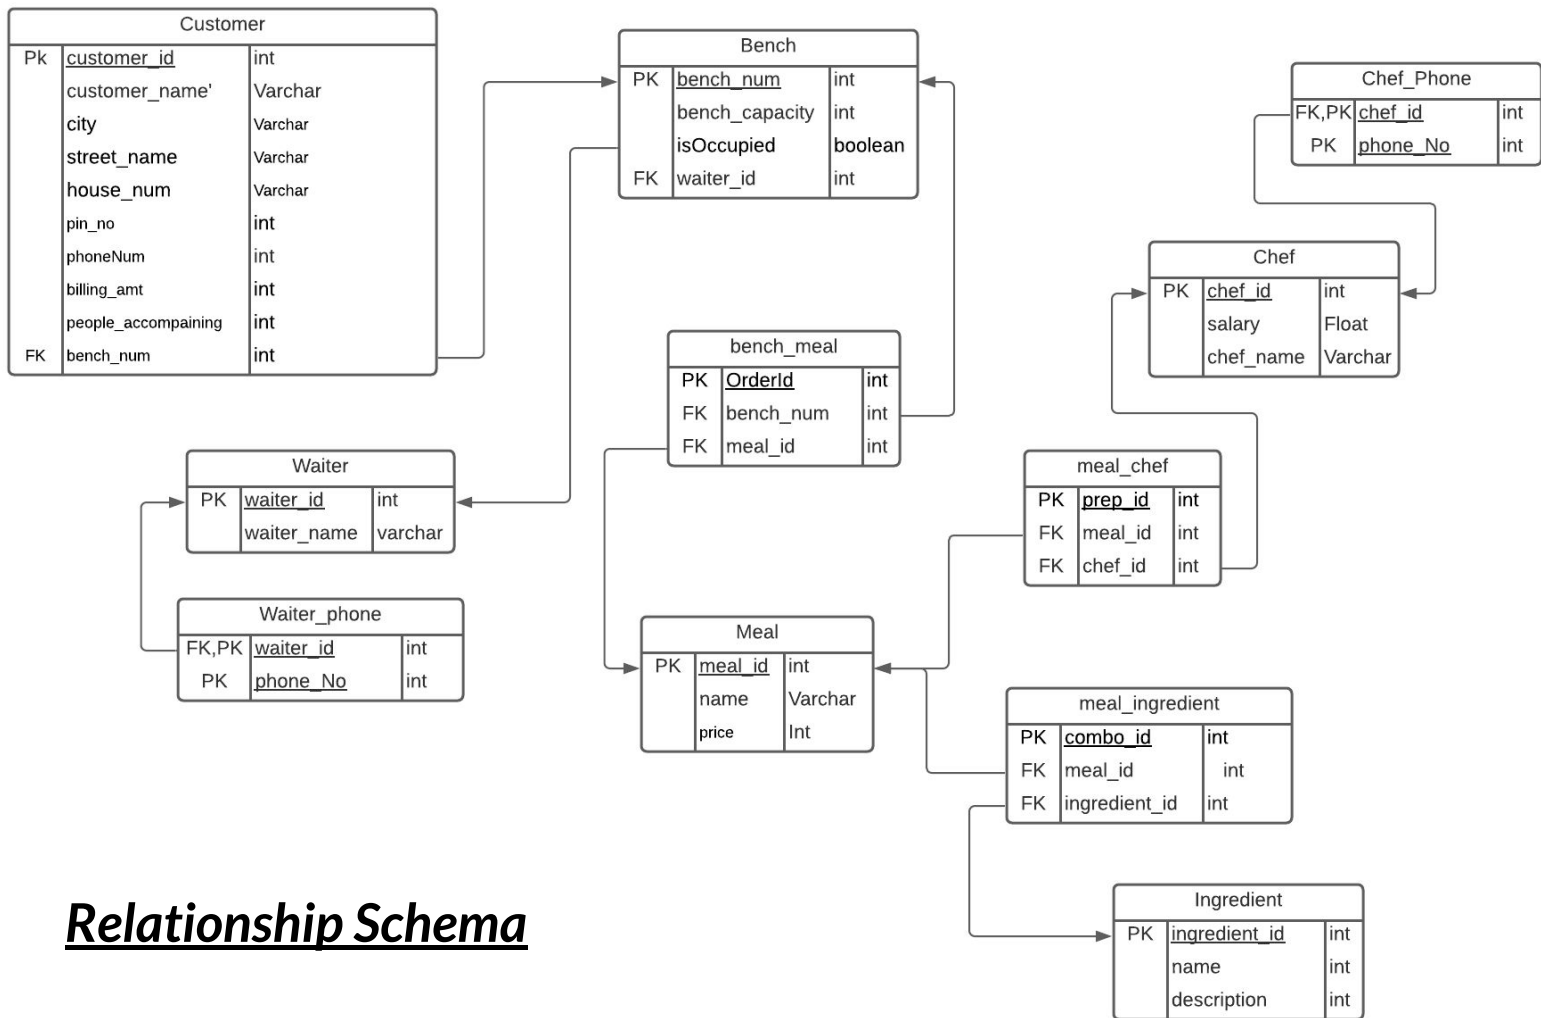 Customer
Pk customer_id int
customer_name' Varchar
city Varchar
street_name Varchar
house_num Varchar
pin_no int
phoneNum int
billing_amt int
people_accompaining int
FK bench_num int
Bench
PK bench_num int
bench_capacity int
isOccupied boolean
FK waiter_id int
Chef_Phone
FK,PK chef_id int
PK phone_No int
Chef
PK chef_id int
salary Float
chef_name Varchar
bench_meal
PK OrderId int
FK bench_num int
FK meal_id int
Waiter
PK waiter_id int
waiter_name varchar
meal_chef
PK prep_id int
FK meal_id int
FK chef_id int
Waiter_phone
FK,PK waiter_id int
PK phone_No int
Meal
PK meal_id int
name Varchar
price Int
meal_ingredient
PK combo_id int
FK meal_id int
FK ingredient_id int
Ingredient
PK ingredient_id int
name int
description int
Relationship Schema